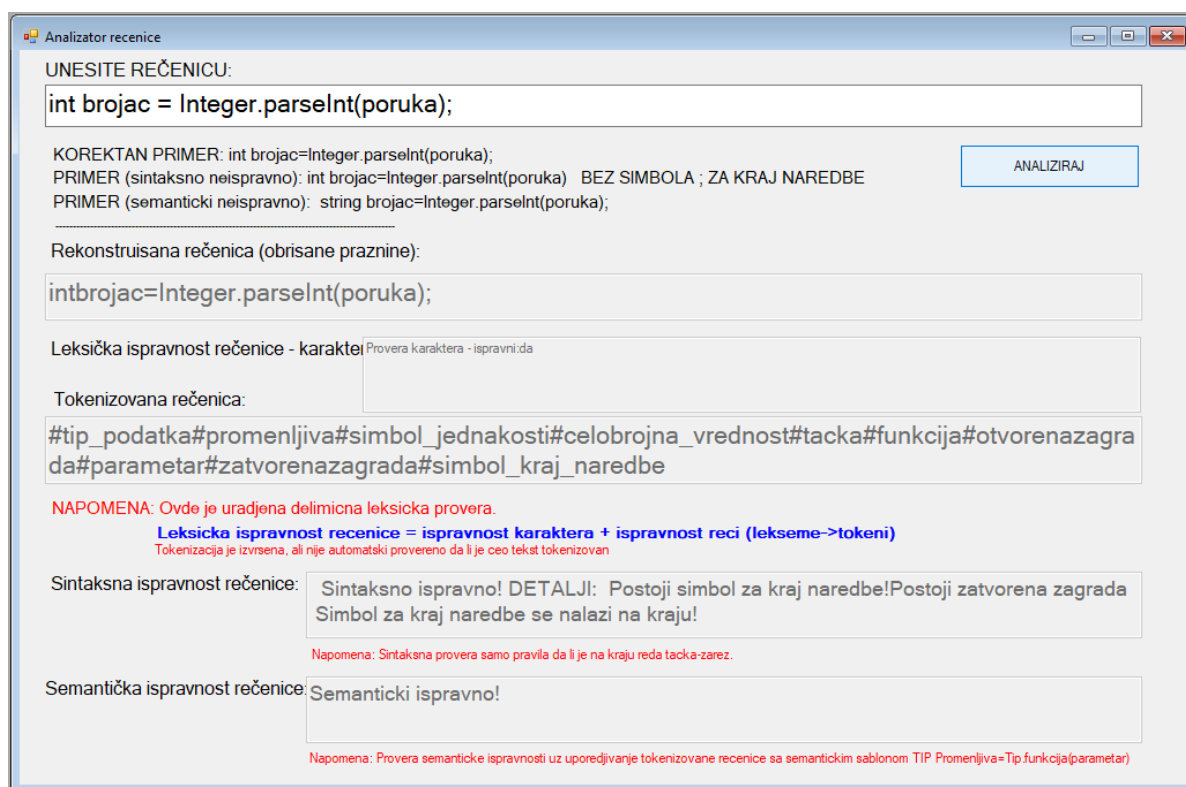 Analizator recenice
UNESITE REČENICU:
int brojac = Integer.parseInt(poruka);
KOREKTAN PRIMER: int brojac=Integer.parseInt(poruka);
PRIMER (sintaksno neispravno): int brojac=Integer.parseInt(poruka)   BEZ SIMBOLA ; ZA KRAJ NAREDBE
PRIMER (semanticki neispravno):  string brojac=Integer.parseInt(poruka);
ANALIZIRAJ
Rekonstruisana rečenica (obrisane praznine):
intbrojac=Integer.parseInt(poruka);
Leksička ispravnost rečenice - karakter
Provera karaktera - ispravni:da
Tokenizovana rečenica:
#tip_podatka#promenljiva#simbol_jednakosti#celobrojna_vrednost#tacka#funkcija#otvorenazagra
da#parametar#zatvorenazagrada#simbol_kraj_naredbe
NAPOMENA: Ovde je uradjena delimicna leksicka provera.
Leksicka ispravnost recenice = ispravnost karaktera + ispravnost reci (lekseme->tokeni)
Tokenizacija je izvrsena, ali nije automatski provereno da li je ceo tekst tokenizovan
Sintaksna ispravnost rečenice:
Sintaksno ispravno! DETALJI:  Postoji simbol za kraj naredbe!Postoji zatvorena zagrada
Simbol za kraj naredbe se nalazi na kraju!
Napomena: Sintaksna provera samo pravila da li je na kraju reda tacka-zarez.
Semantička ispravnost rečenice:
Semanticki ispravno!
Napomena: Provera semanticke ispravnosti uz uporedjivanje tokenizovane recenice sa semantickim sablonom TIP Promenljiva=Tip.funkcija(parametar)